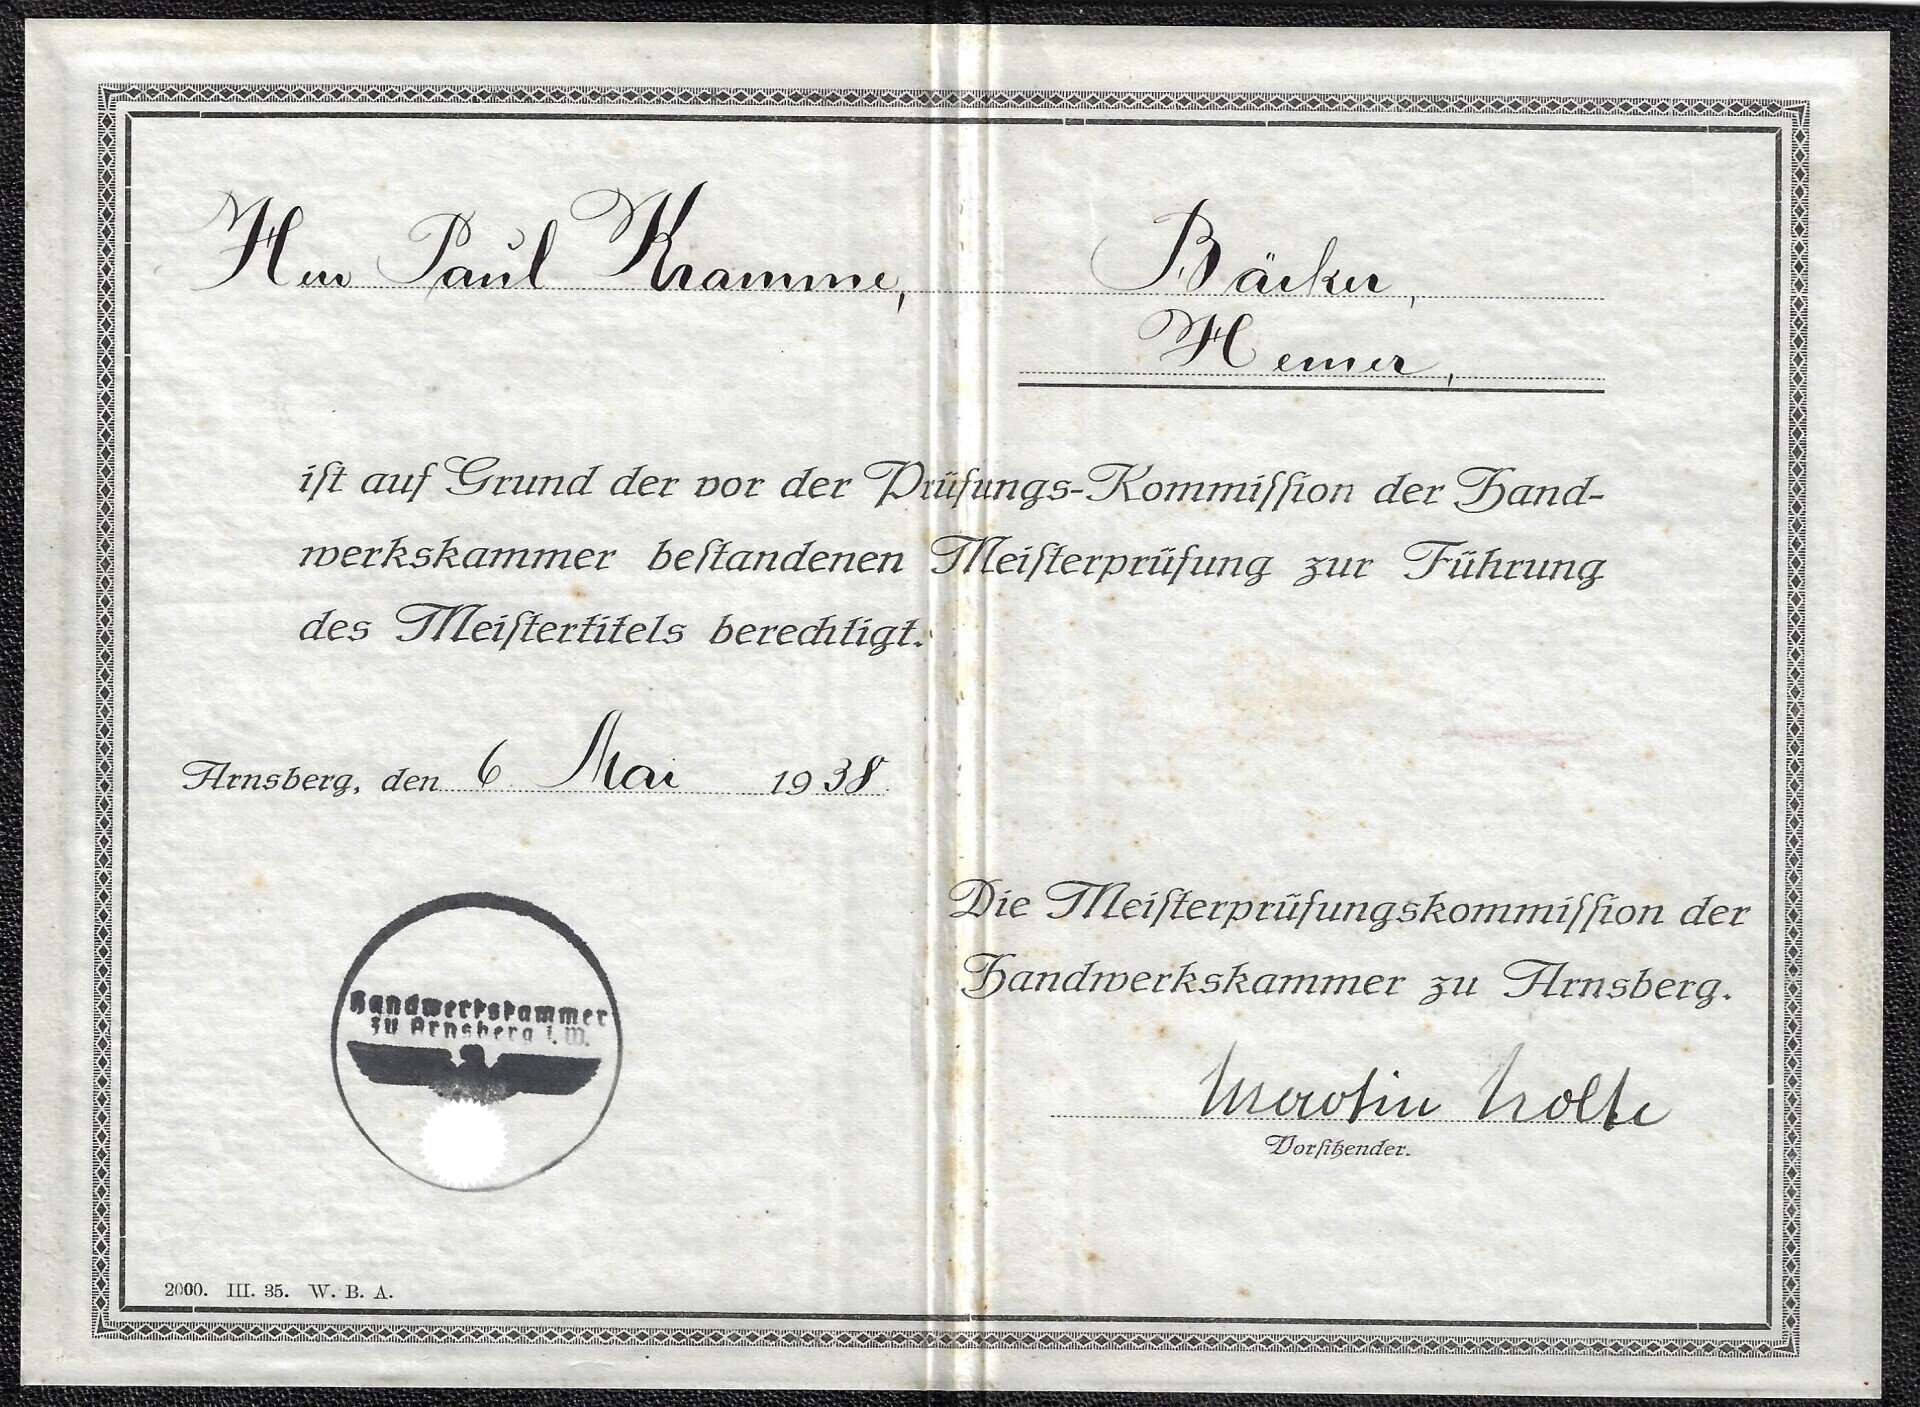 Herr Paul Kramme, Bäcker,
Hemer,
iſt auf Grund der vor der Prüfungs-Kommiſſion der Hand-
werkskammer beſtandenen Meiſterprüfung zur Führung
des Meiſtertitels berechtigt.
Arnsberg, den 6 Mai 1938.
Handwerkskammer
zu Arnsberg i. W.
Die Meiſterprüfungskommiſſion der
Handwerkskammer zu Arnsberg.
Martin Nolte
Vorſitzender.
2000. III. 35. W. B. A.